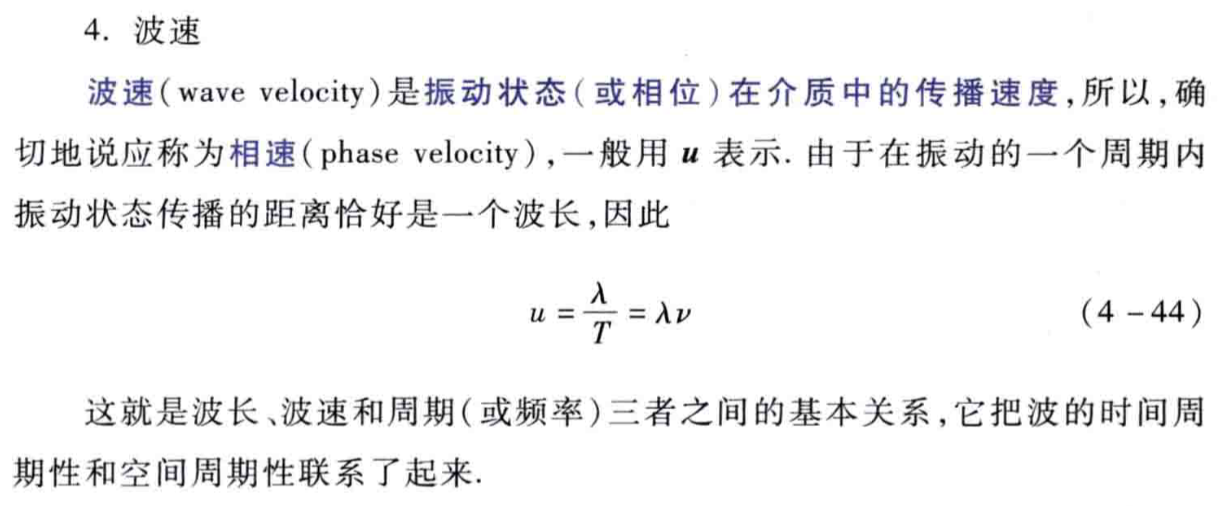 4. 波速
波速(wave velocity)是振动状态(或相位)在介质中的传播速度,所以,确
切地说应称为相速(phase velocity),一般用 u 表示. 由于在振动的一个周期内
振动状态传播的距离恰好是一个波长,因此
u = λ/T = λν (4-44)
这就是波长、波速和周期(或频率)三者之间的基本关系,它把波的时间周
期性和空间周期性联系了起来.